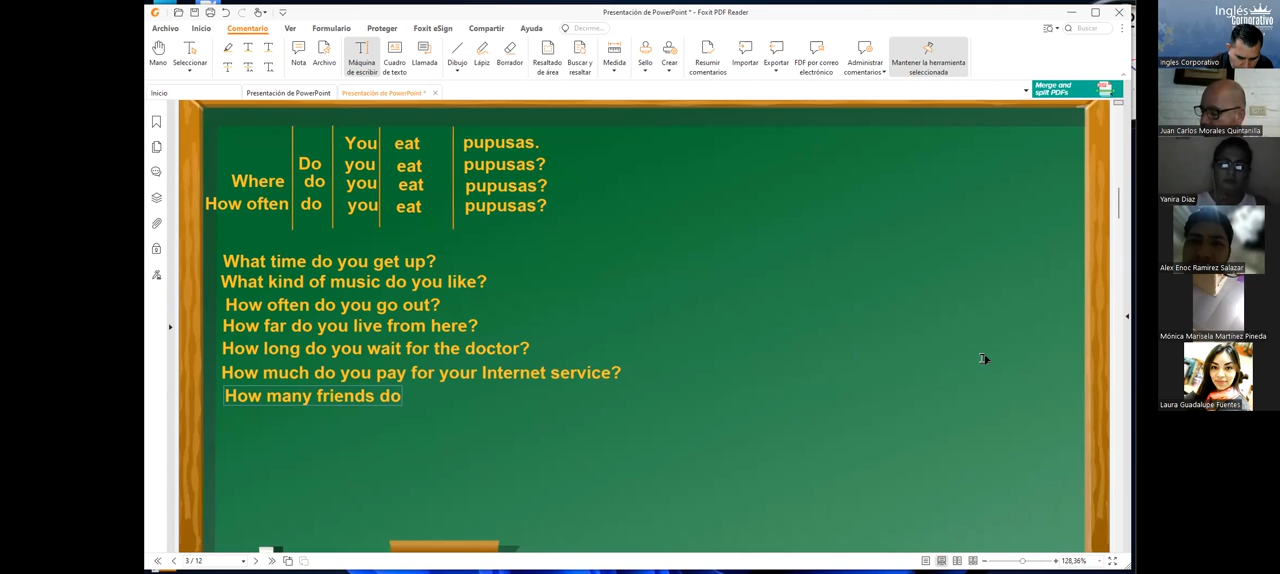 Presentación de PowerPoint * - Foxit PDF Reader
Archivo Inicio Comentario Ver Formulario Proteger Foxit eSign Compartir Ayuda Decirme... Buscar
Mano Seleccionar Nota Archivo Máquina de escribir Cuadro de texto Llamada Dibujo Lápiz Borrador Resaltado de área Buscar y resaltar Medida Sello Crear Resumir comentarios Importar Exportar PDF por correo electrónico Administrar comentarios Mantener la herramienta seleccionada
Inicio Presentación de PowerPoint Presentación de PowerPoint * Merge and split PDFs
You eat pupusas.
Do you eat pupusas?
Where do you eat pupusas?
How often do you eat pupusas?
What time do you get up?
What kind of music do you like?
How often do you go out?
How far do you live from here?
How long do you wait for the doctor?
How much do you pay for your Internet service?
How many friends do
3 / 12 128,36%
Inglés Corporativo
Ingles Corporativo
Juan Carlos Morales Quintanilla
Yanira Diaz
Alex Enoc Ramirez Salazar
Mónica Marisela Martínez Pineda
Laura Guadalupe Fuentes